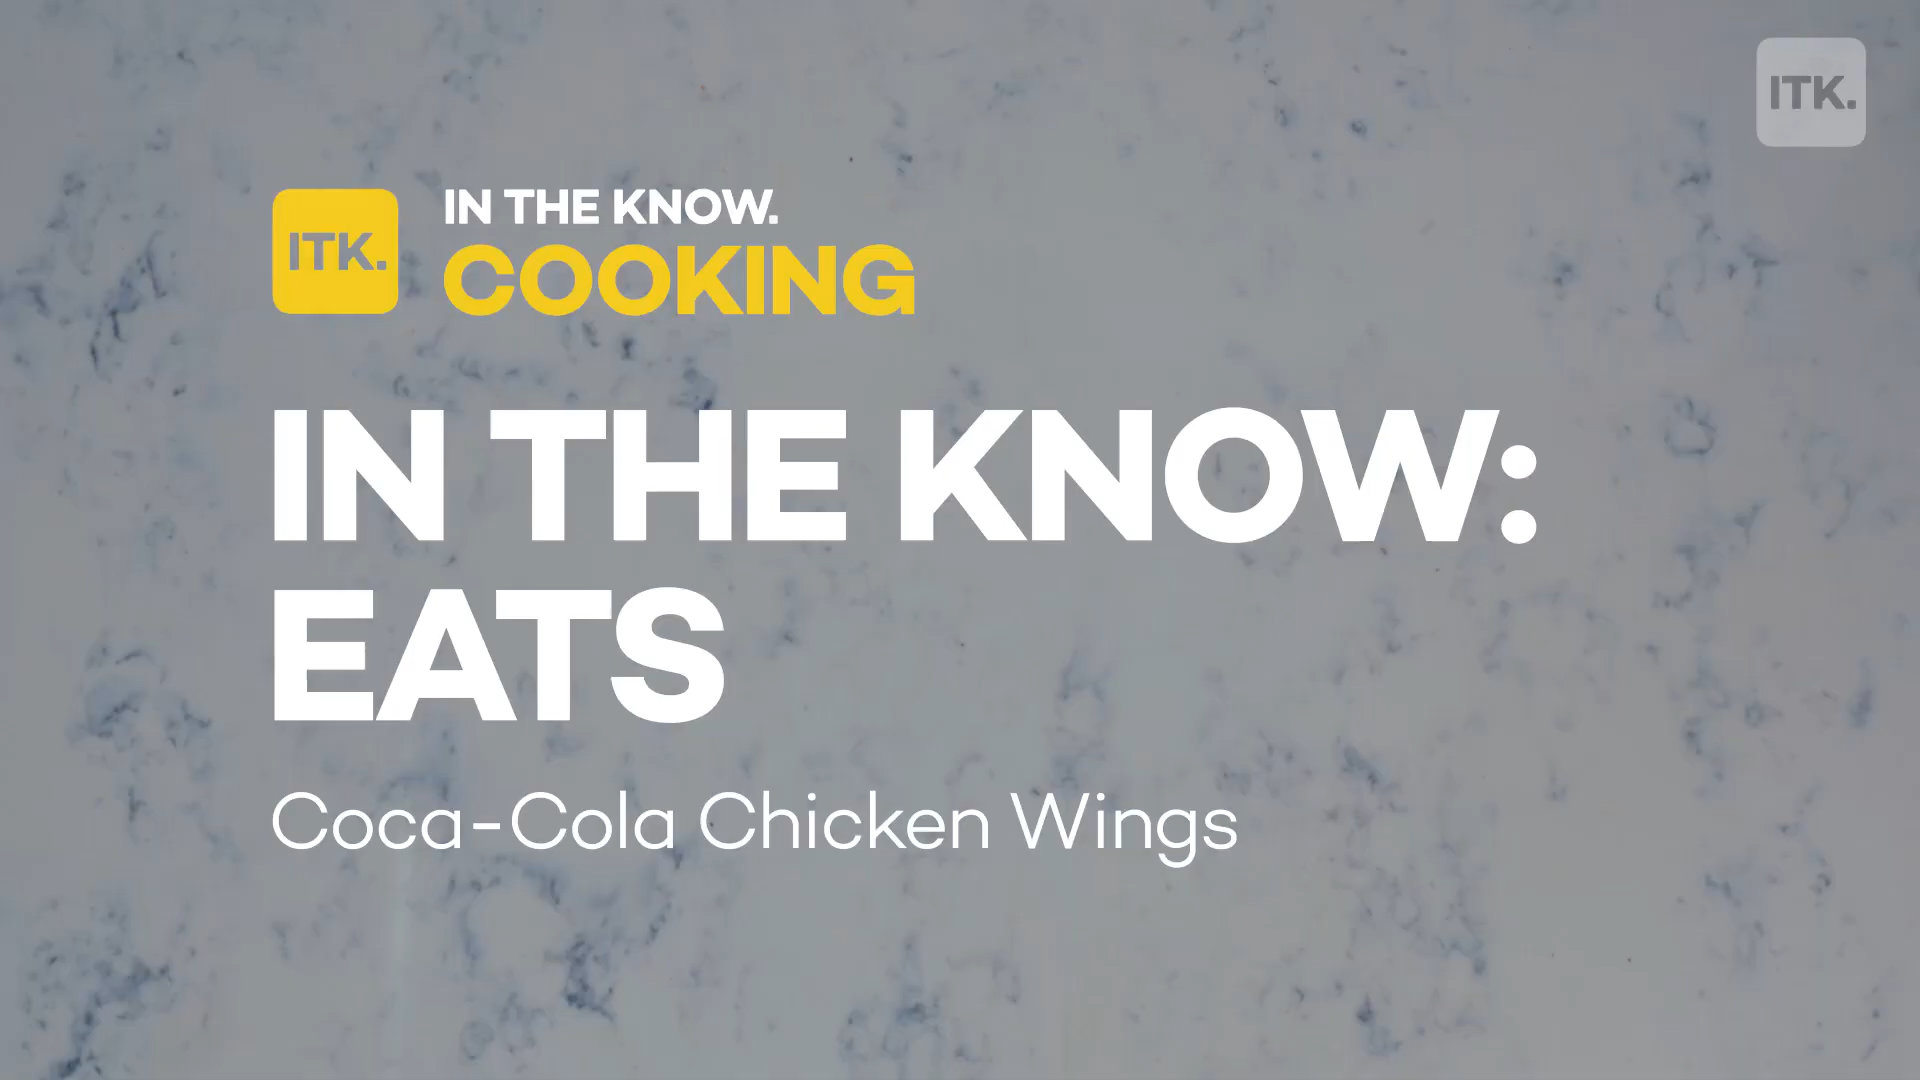 ITK.
ITK.
IN THE KNOW.
COOKING
IN THE KNOW:
EATS
Coca-Cola Chicken Wings